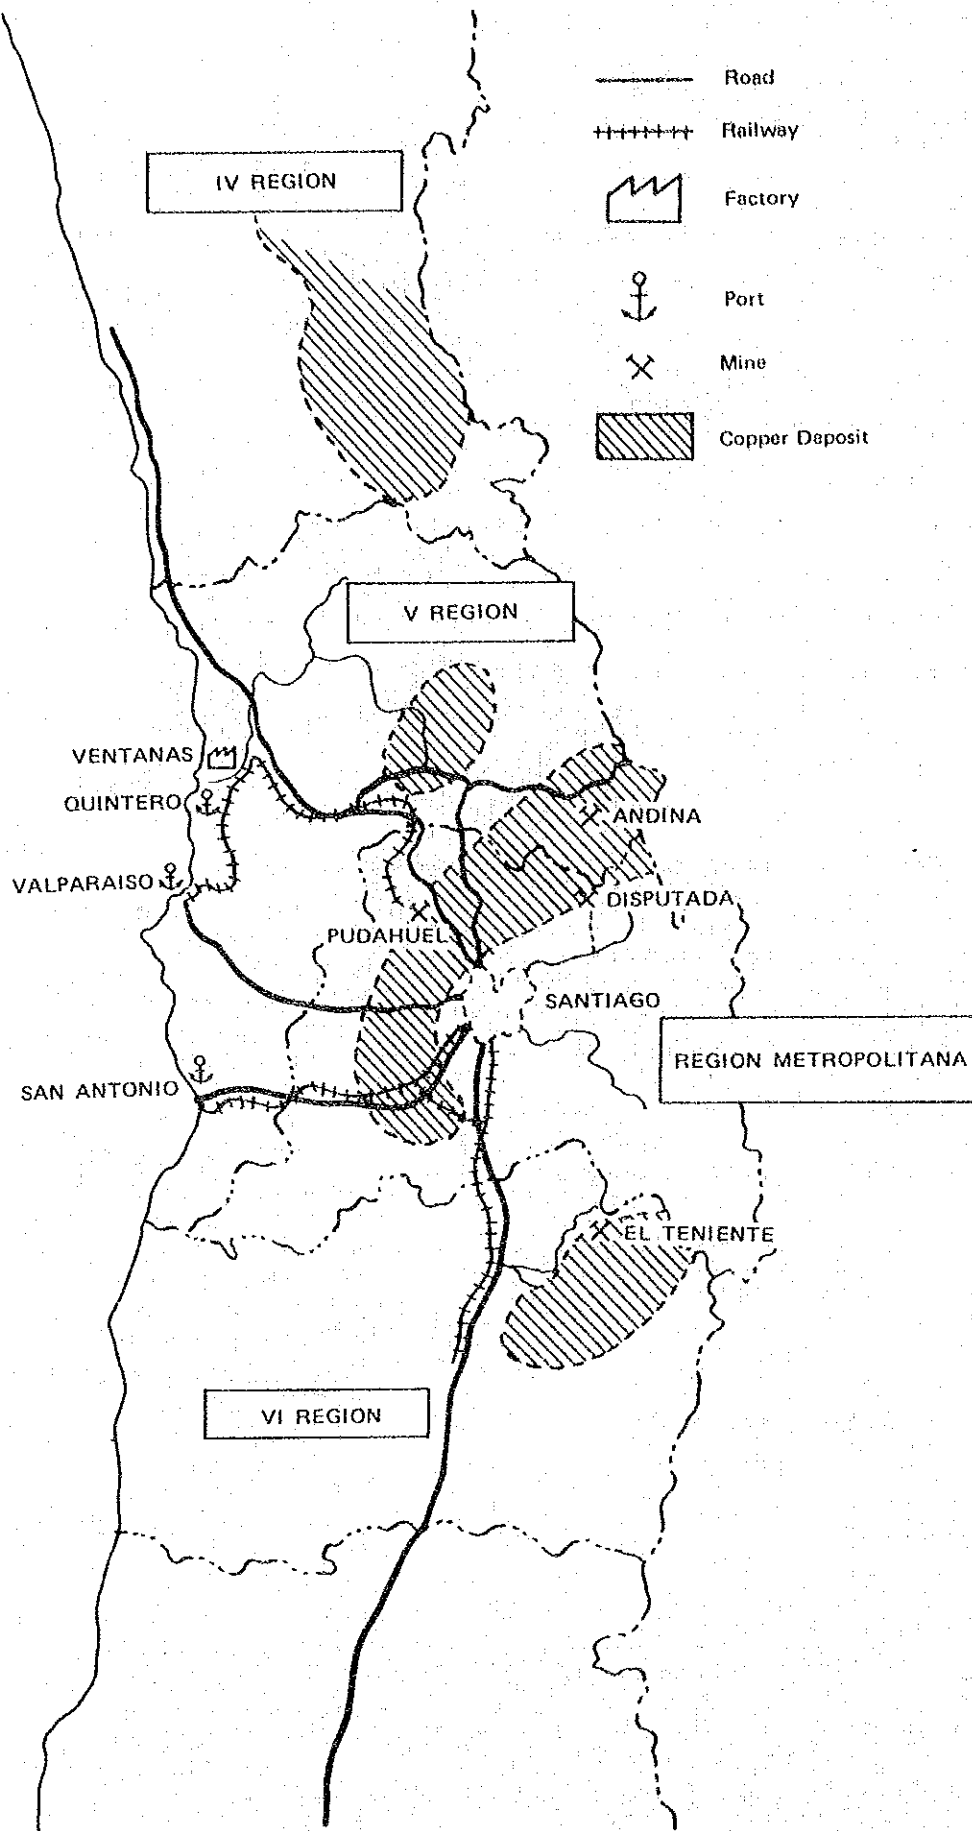 Road
Railway
IV REGION
Factory
Port
Mine
Copper Deposit
V REGION
VENTANAS
QUINTERO
ANDINA
VALPARAISO
DISPUTADA
PUDAHUEL
SANTIAGO
REGION METROPOLITANA
SAN ANTONIO
EL TENIENTE
VI REGION